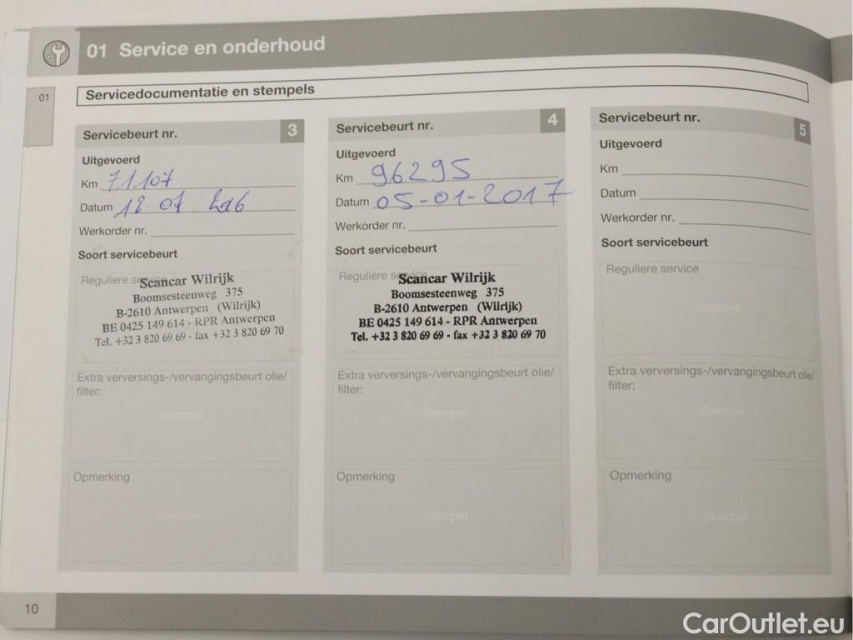 01 Service en onderhoud
01
Servicedocumentatie en stempels
Servicebeurt nr. 3
Uitgevoerd
Km 71107
Datum 12 01
Werkorder nr.
Soort servicebeurt
Reguliere service
Scancar Wilrijk
Boomsesteenweg 375
B-2610 Antwerpen (Wilrijk)
BE 0425 149 614 - RPR Antwerpen
Tel. +32 3 820 69 69 - fax +32 3 820 69 70
Extra verversings-/vervangingsbeurt olie/
filter:
Stempel
Opmerking
Stempel
Servicebeurt nr. 4
Uitgevoerd
Km 96295
Datum 05-01-2017
Werkorder nr.
Soort servicebeurt
Reguliere service
Scancar Wilrijk
Boomsesteenweg 375
B-2610 Antwerpen (Wilrijk)
BE 0425 149 614 - RPR Antwerpen
Tel. +32 3 820 69 69 - fax +32 3 820 69 70
Extra verversings-/vervangingsbeurt olie/
filter:
Stempel
Opmerking
Stempel
Servicebeurt nr. 5
Uitgevoerd
Km
Datum
Werkorder nr.
Soort servicebeurt
Reguliere service
Stempel
Extra verversings-/vervangingsbeurt olie/
filter:
Stempel
Opmerking
Stempel
10
CarOutlet.eu